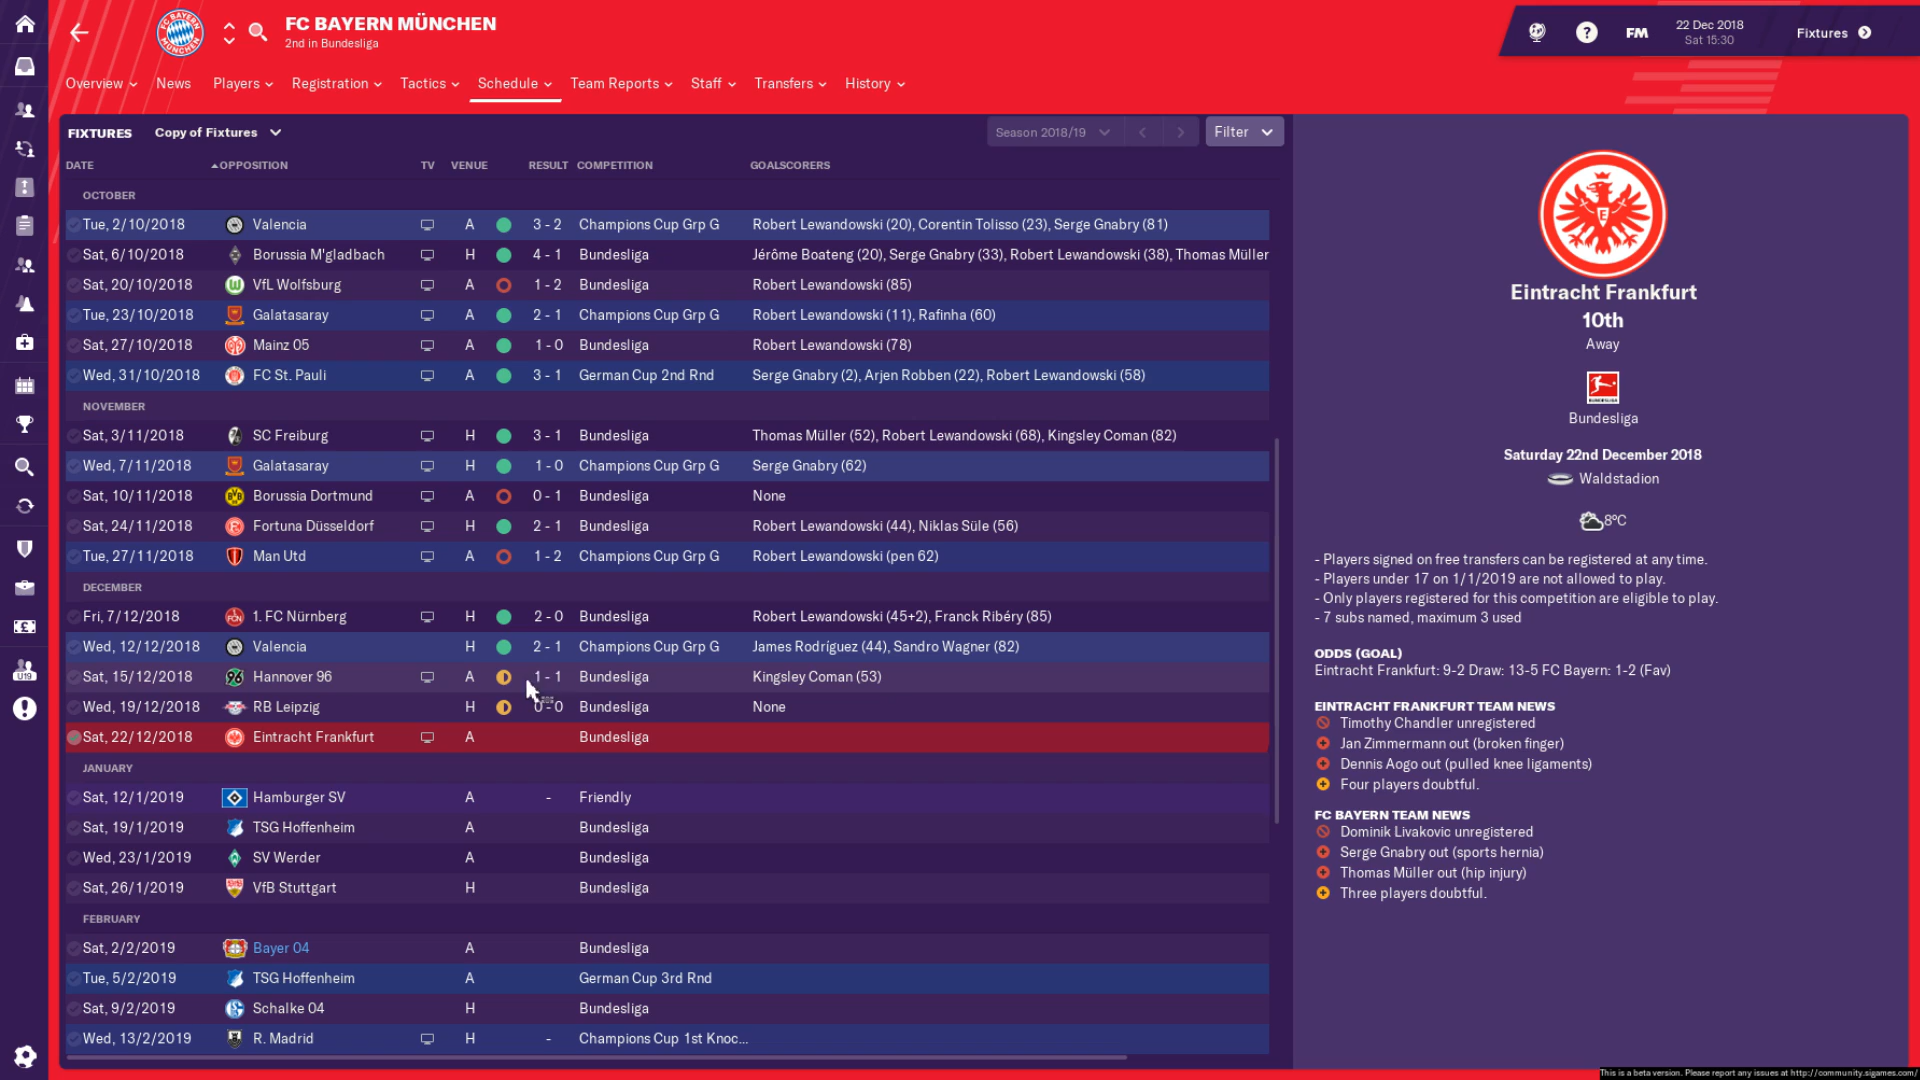 FC BAYERN MÜNCHEN
2nd in Bundesliga
FM
22 Dec 2018
Sat 15:30
Fixtures
Overview News Players Registration Tactics Schedule Team Reports Staff Transfers History
FIXTURES Copy of Fixtures Season 2018/19 Filter
DATE OPPOSITION TV VENUE RESULT COMPETITION GOALSCORERS
OCTOBER
Tue, 2/10/2018 Valencia A 3 - 2 Champions Cup Grp G Robert Lewandowski (20), Corentin Tolisso (23), Serge Gnabry (81)
Sat, 6/10/2018 Borussia M'gladbach H 4 - 1 Bundesliga Jérôme Boateng (20), Serge Gnabry (33), Robert Lewandowski (38), Thomas Müller
Sat, 20/10/2018 VfL Wolfsburg A 1 - 2 Bundesliga Robert Lewandowski (85)
Tue, 23/10/2018 Galatasaray A 2 - 1 Champions Cup Grp G Robert Lewandowski (11), Rafinha (60)
Sat, 27/10/2018 Mainz 05 A 1 - 0 Bundesliga Robert Lewandowski (78)
Wed, 31/10/2018 FC St. Pauli A 3 - 1 German Cup 2nd Rnd Serge Gnabry (2), Arjen Robben (22), Robert Lewandowski (58)
NOVEMBER
Sat, 3/11/2018 SC Freiburg H 3 - 1 Bundesliga Thomas Müller (52), Robert Lewandowski (68), Kingsley Coman (82)
Wed, 7/11/2018 Galatasaray H 1 - 0 Champions Cup Grp G Serge Gnabry (62)
Sat, 10/11/2018 Borussia Dortmund A 0 - 1 Bundesliga None
Sat, 24/11/2018 Fortuna Düsseldorf H 2 - 1 Bundesliga Robert Lewandowski (44), Niklas Süle (56)
Tue, 27/11/2018 Man Utd A 1 - 2 Champions Cup Grp G Robert Lewandowski (pen 62)
DECEMBER
Fri, 7/12/2018 1. FC Nürnberg H 2 - 0 Bundesliga Robert Lewandowski (45+2), Franck Ribéry (85)
Wed, 12/12/2018 Valencia H 2 - 1 Champions Cup Grp G James Rodríguez (44), Sandro Wagner (82)
Sat, 15/12/2018 Hannover 96 A 1 - 1 Bundesliga Kingsley Coman (53)
Wed, 19/12/2018 RB Leipzig H 0 - 0 Bundesliga None
Sat, 22/12/2018 Eintracht Frankfurt A Bundesliga
JANUARY
Sat, 12/1/2019 Hamburger SV A - Friendly
Sat, 19/1/2019 TSG Hoffenheim A Bundesliga
Wed, 23/1/2019 SV Werder A Bundesliga
Sat, 26/1/2019 VfB Stuttgart H Bundesliga
FEBRUARY
Sat, 2/2/2019 Bayer 04 A Bundesliga
Tue, 5/2/2019 TSG Hoffenheim A German Cup 3rd Rnd
Sat, 9/2/2019 Schalke 04 H Bundesliga
Wed, 13/2/2019 R. Madrid H - Champions Cup 1st Knoc...
Eintracht Frankfurt
10th
Away
Bundesliga
Saturday 22nd December 2018
Waldstadion
8°C
- Players signed on free transfers can be registered at any time.
- Players under 17 on 1/1/2019 are not allowed to play.
- Only players registered for this competition are eligible to play.
- 7 subs named, maximum 3 used
ODDS (GOAL)
Eintracht Frankfurt: 9-2 Draw: 13-5 FC Bayern: 1-2 (Fav)
EINTRACHT FRANKFURT TEAM NEWS
Timothy Chandler unregistered
Jan Zimmermann out (broken finger)
Dennis Aogo out (pulled knee ligaments)
Four players doubtful.
FC BAYERN TEAM NEWS
Dominik Livakovic unregistered
Serge Gnabry out (sports hernia)
Thomas Müller out (hip injury)
Three players doubtful.
U19
This is a beta version. Please report any issues at http://community.sigames.com/